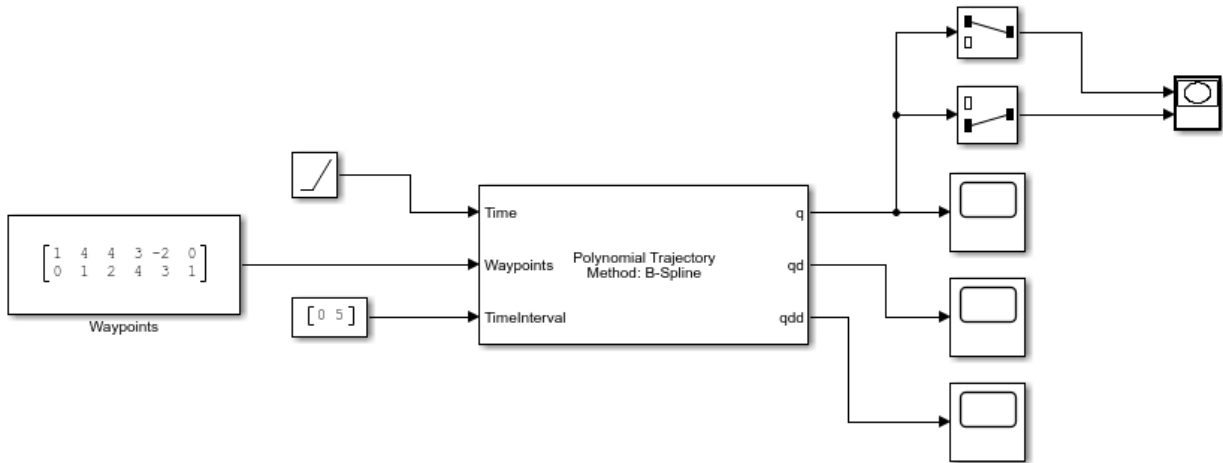 1 4 4 3 -2 0
0 1 2 4 3 1
Waypoints
[0 5]
Time
Waypoints
TimeInterval
Polynomial Trajectory
Method: B-Spline
q
qd
qdd